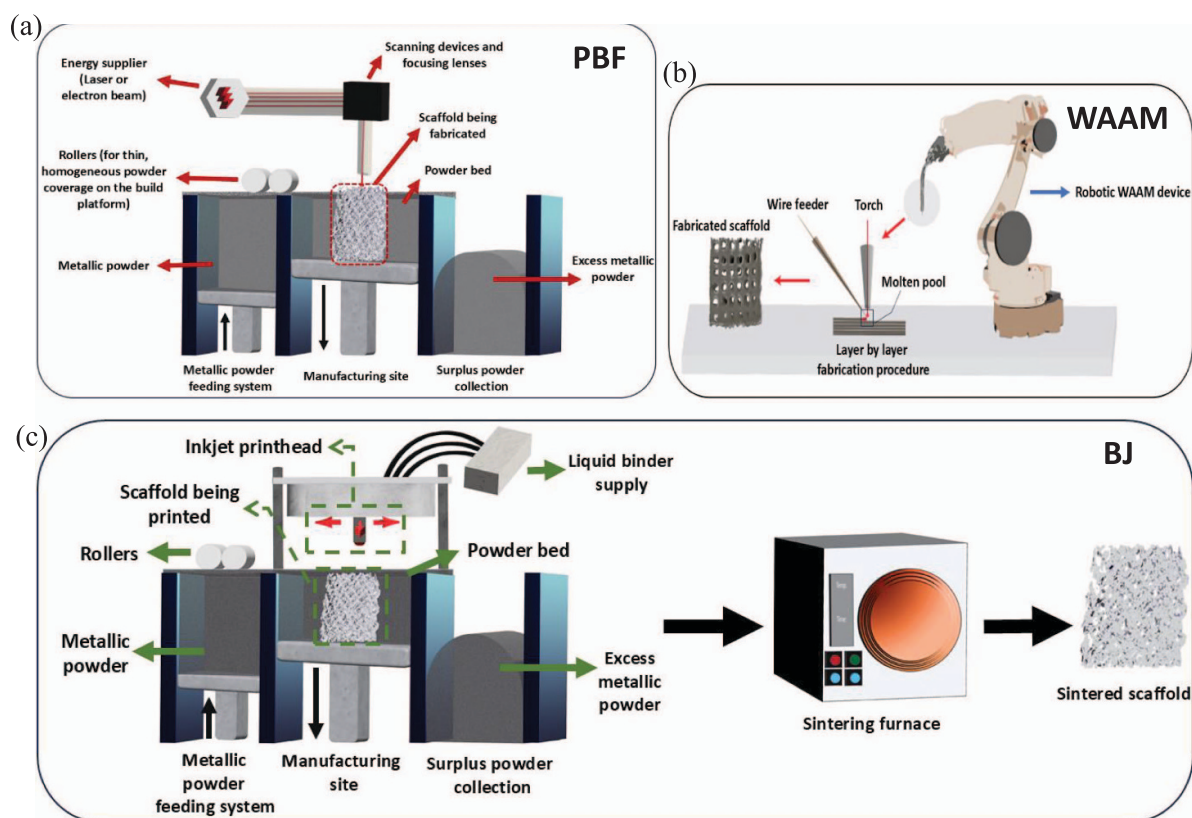 (a)
PBF
Energy supplier
(Laser or
electron beam)
Scanning devices and
focusing lenses
Scaffold being
fabricated
Rollers (for thin,
homogeneous powder
coverage on the build
platform)
Powder bed
Metallic powder
Excess metallic
powder
Metallic powder
feeding system
Manufacturing site
Surplus powder
collection
(b)
WAAM
Wire feeder
Torch
Robotic WAAM device
Fabricated scaffold
Molten pool
Layer by layer
fabrication procedure
(c)
BJ
Inkjet printhead
Liquid binder
supply
Scaffold being
printed
Rollers
Powder bed
Metallic
powder
Excess
metallic
powder
Metallic
powder
feeding system
Manufacturing
site
Surplus powder
collection
Temp
Time
Sintering furnace
Sintered scaffold